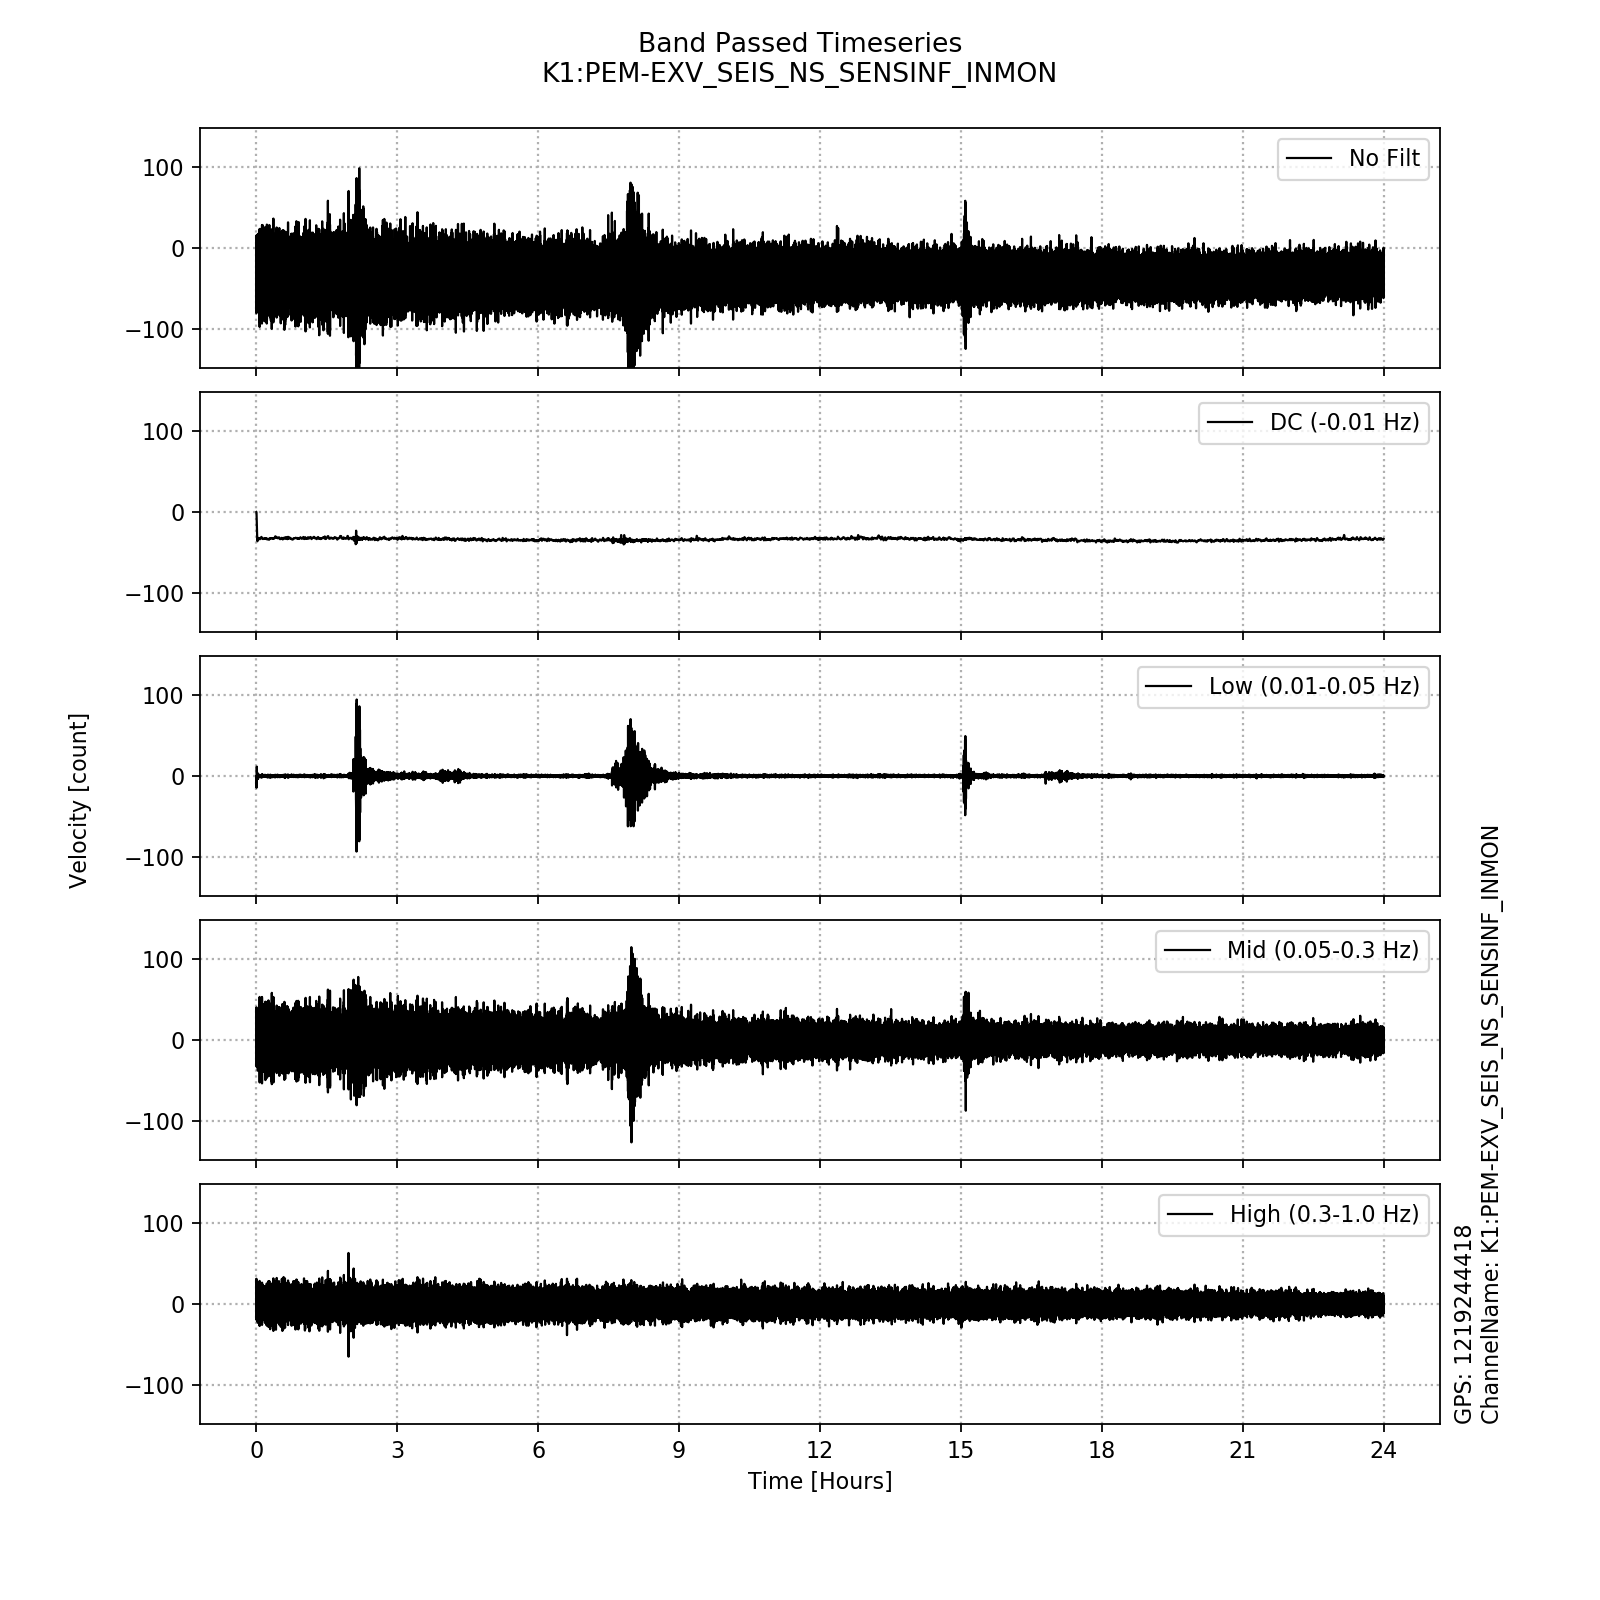 Band Passed Timeseries
K1:PEM-EXV_SEIS_NS_SENSINF_INMON
100
0
−100
No Filt
100
0
−100
DC (-0.01 Hz)
100
0
−100
Low (0.01-0.05 Hz)
100
0
−100
Mid (0.05-0.3 Hz)
100
0
−100
High (0.3-1.0 Hz)
0 3 6 9 12 15 18 21 24
Time [Hours]
Velocity [count]
GPS: 1219244418
ChannelName: K1:PEM-EXV_SEIS_NS_SENSINF_INMON